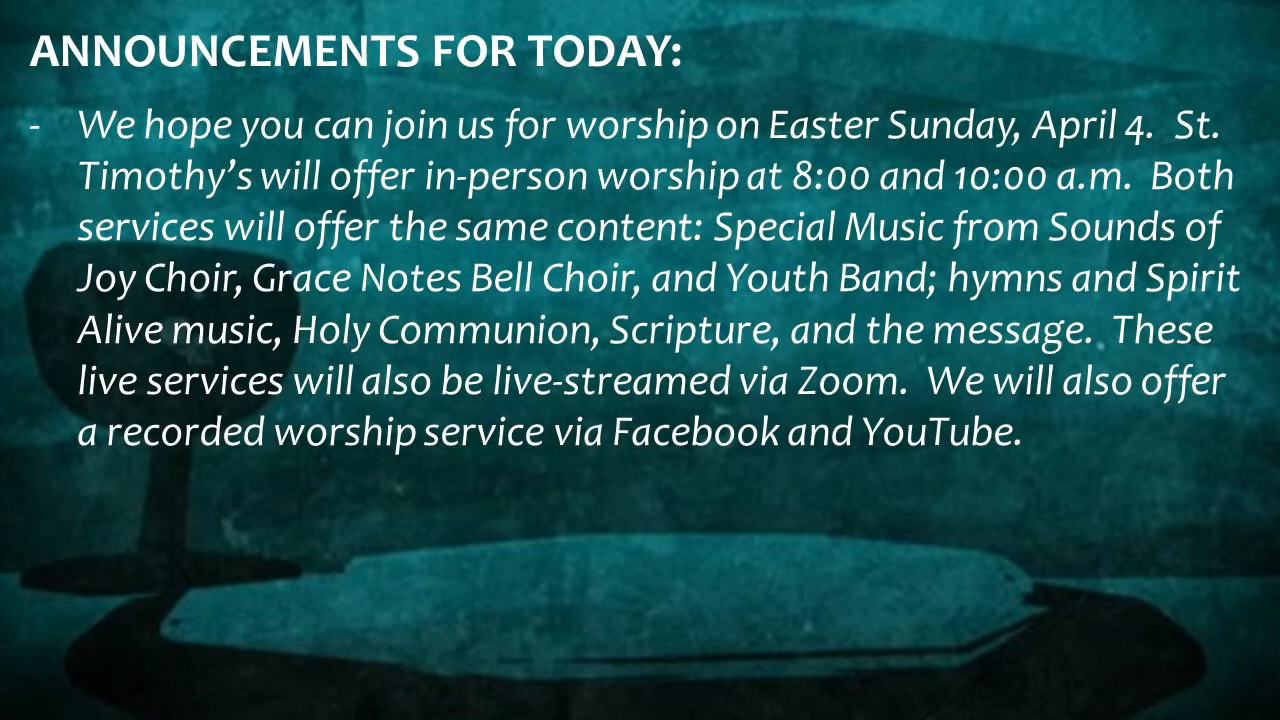 ANNOUNCEMENTS FOR TODAY:
- We hope you can join us for worship on Easter Sunday, April 4. St.
Timothy’s will offer in-person worship at 8:00 and 10:00 a.m. Both
services will offer the same content: Special Music from Sounds of
Joy Choir, Grace Notes Bell Choir, and Youth Band; hymns and Spirit
Alive music, Holy Communion, Scripture, and the message. These
live services will also be live-streamed via Zoom. We will also offer
a recorded worship service via Facebook and YouTube.